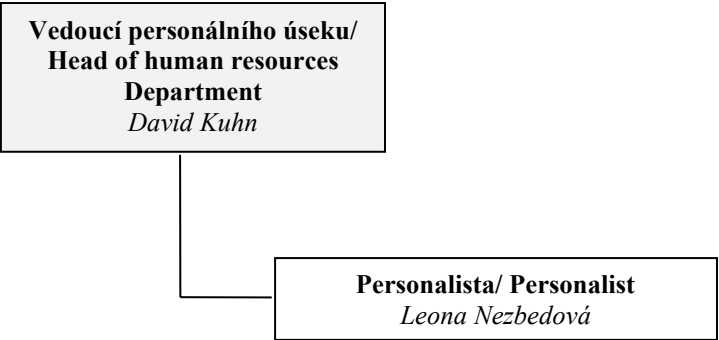 Vedoucí personálního úseku/
Head of human resources
Department
David Kuhn
Personalista/ Personalist
Leona Nezbedová